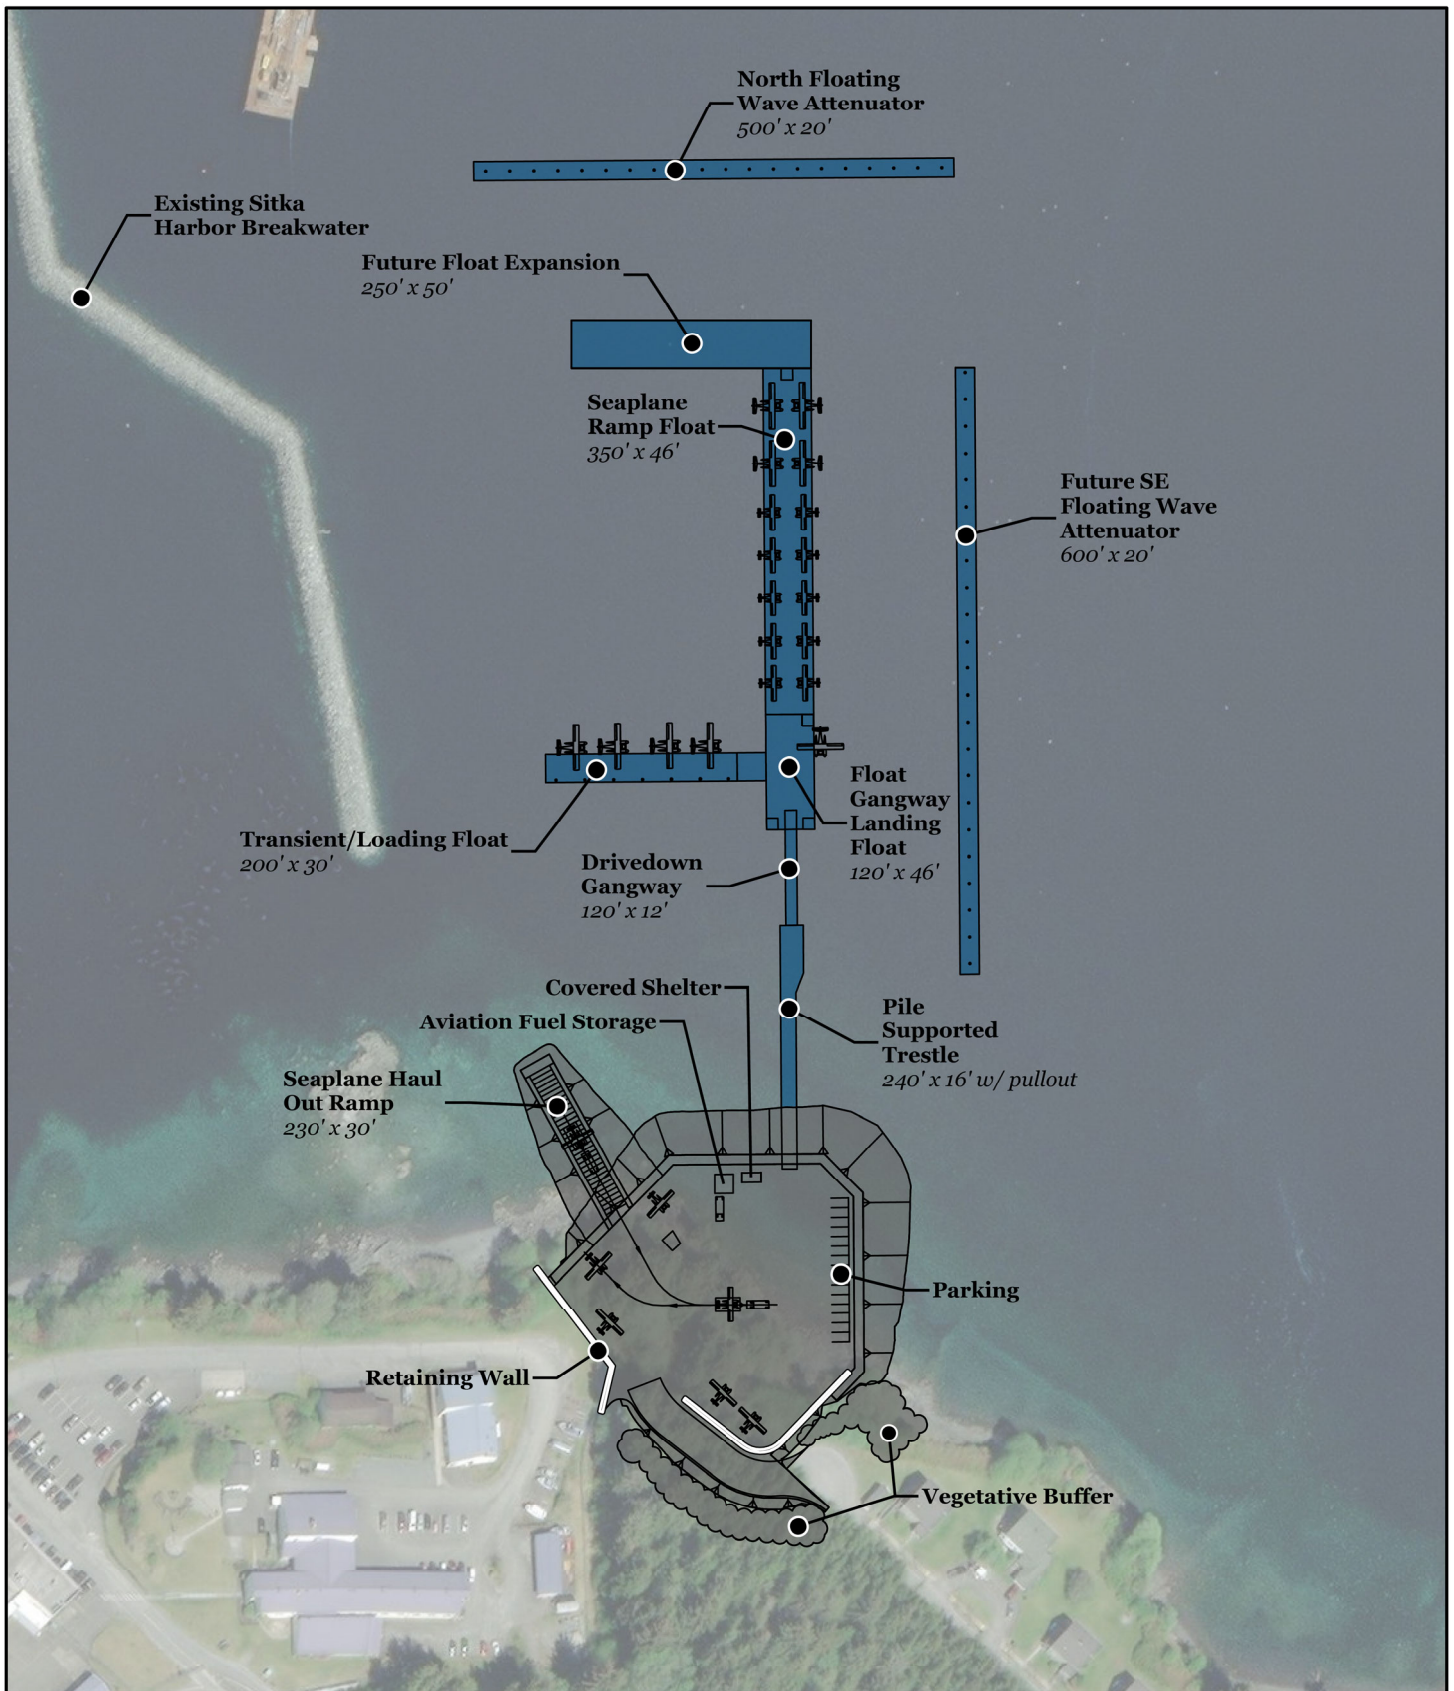 North Floating
Wave Attenuator
500' x 20'
Existing Sitka
Harbor Breakwater
Future Float Expansion
250' x 50'
Seaplane
Ramp Float
350' x 46'
Future SE
Floating Wave
Attenuator
600' x 20'
Float
Gangway
Landing
Float
120' x 46'
Transient/Loading Float
200' x 30'
Drivedown
Gangway
120' x 12'
Covered Shelter
Aviation Fuel Storage
Pile
Supported
Trestle
240' x 16' w/ pullout
Seaplane Haul
Out Ramp
230' x 30'
Parking
Retaining Wall
Vegetative Buffer